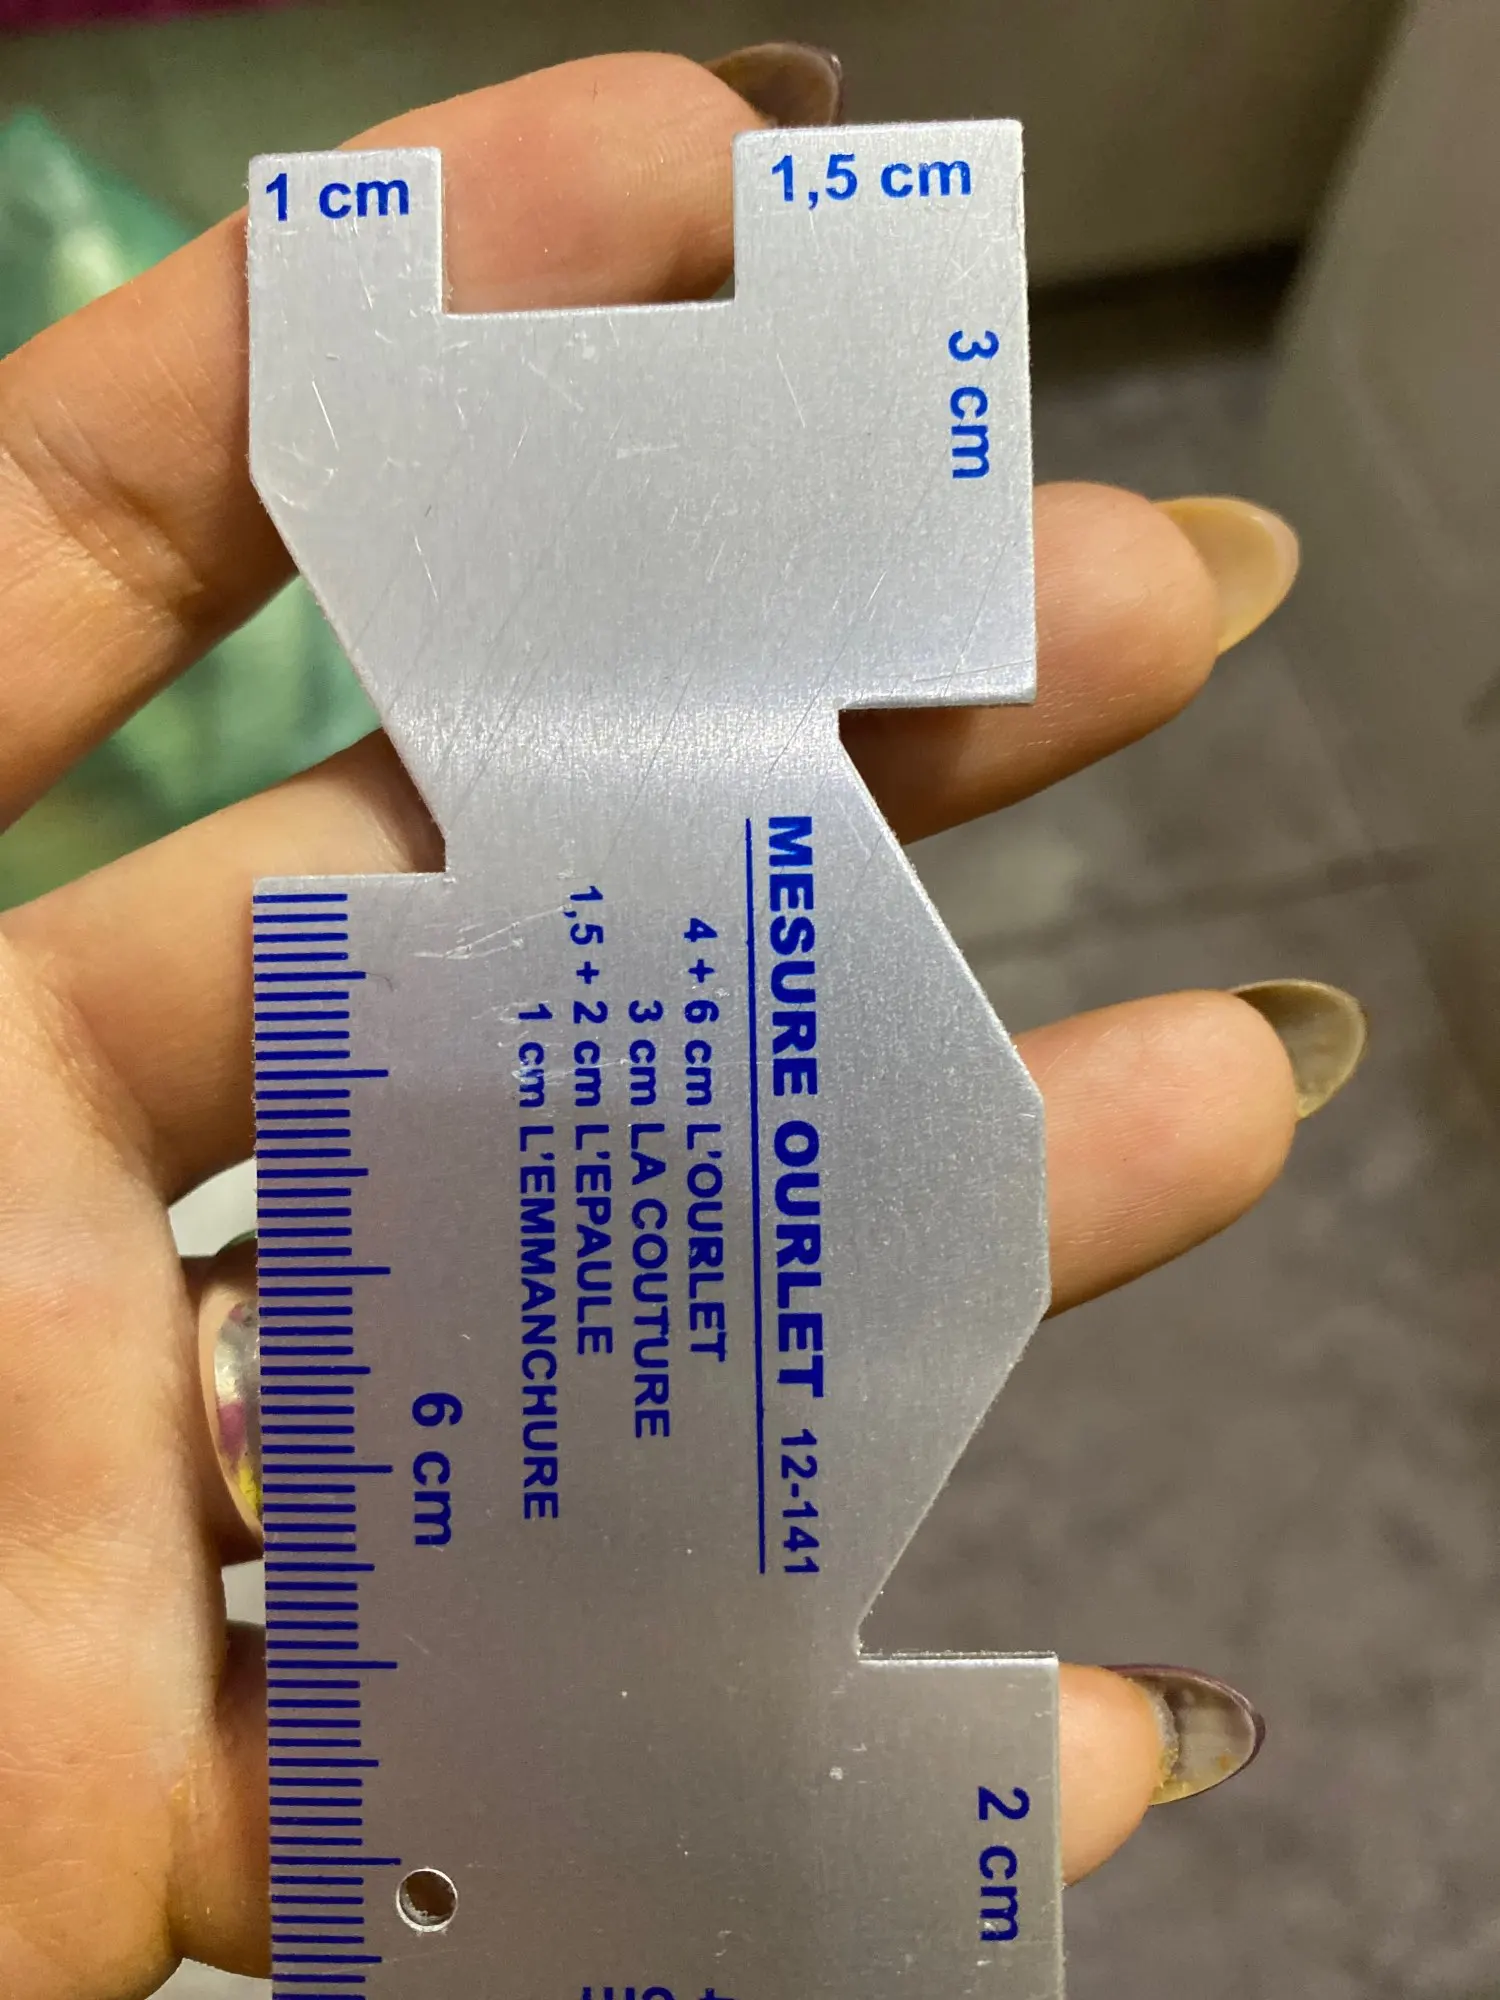 1 cm
1,5 cm
3 cm
MESURE OURLET 12-141
4 + 6 cm L'OURLET
3 cm LA COUTURE
1,5 + 2 cm L'EPAULE
1 cm L'EMMANCHURE
6 cm
2 cm